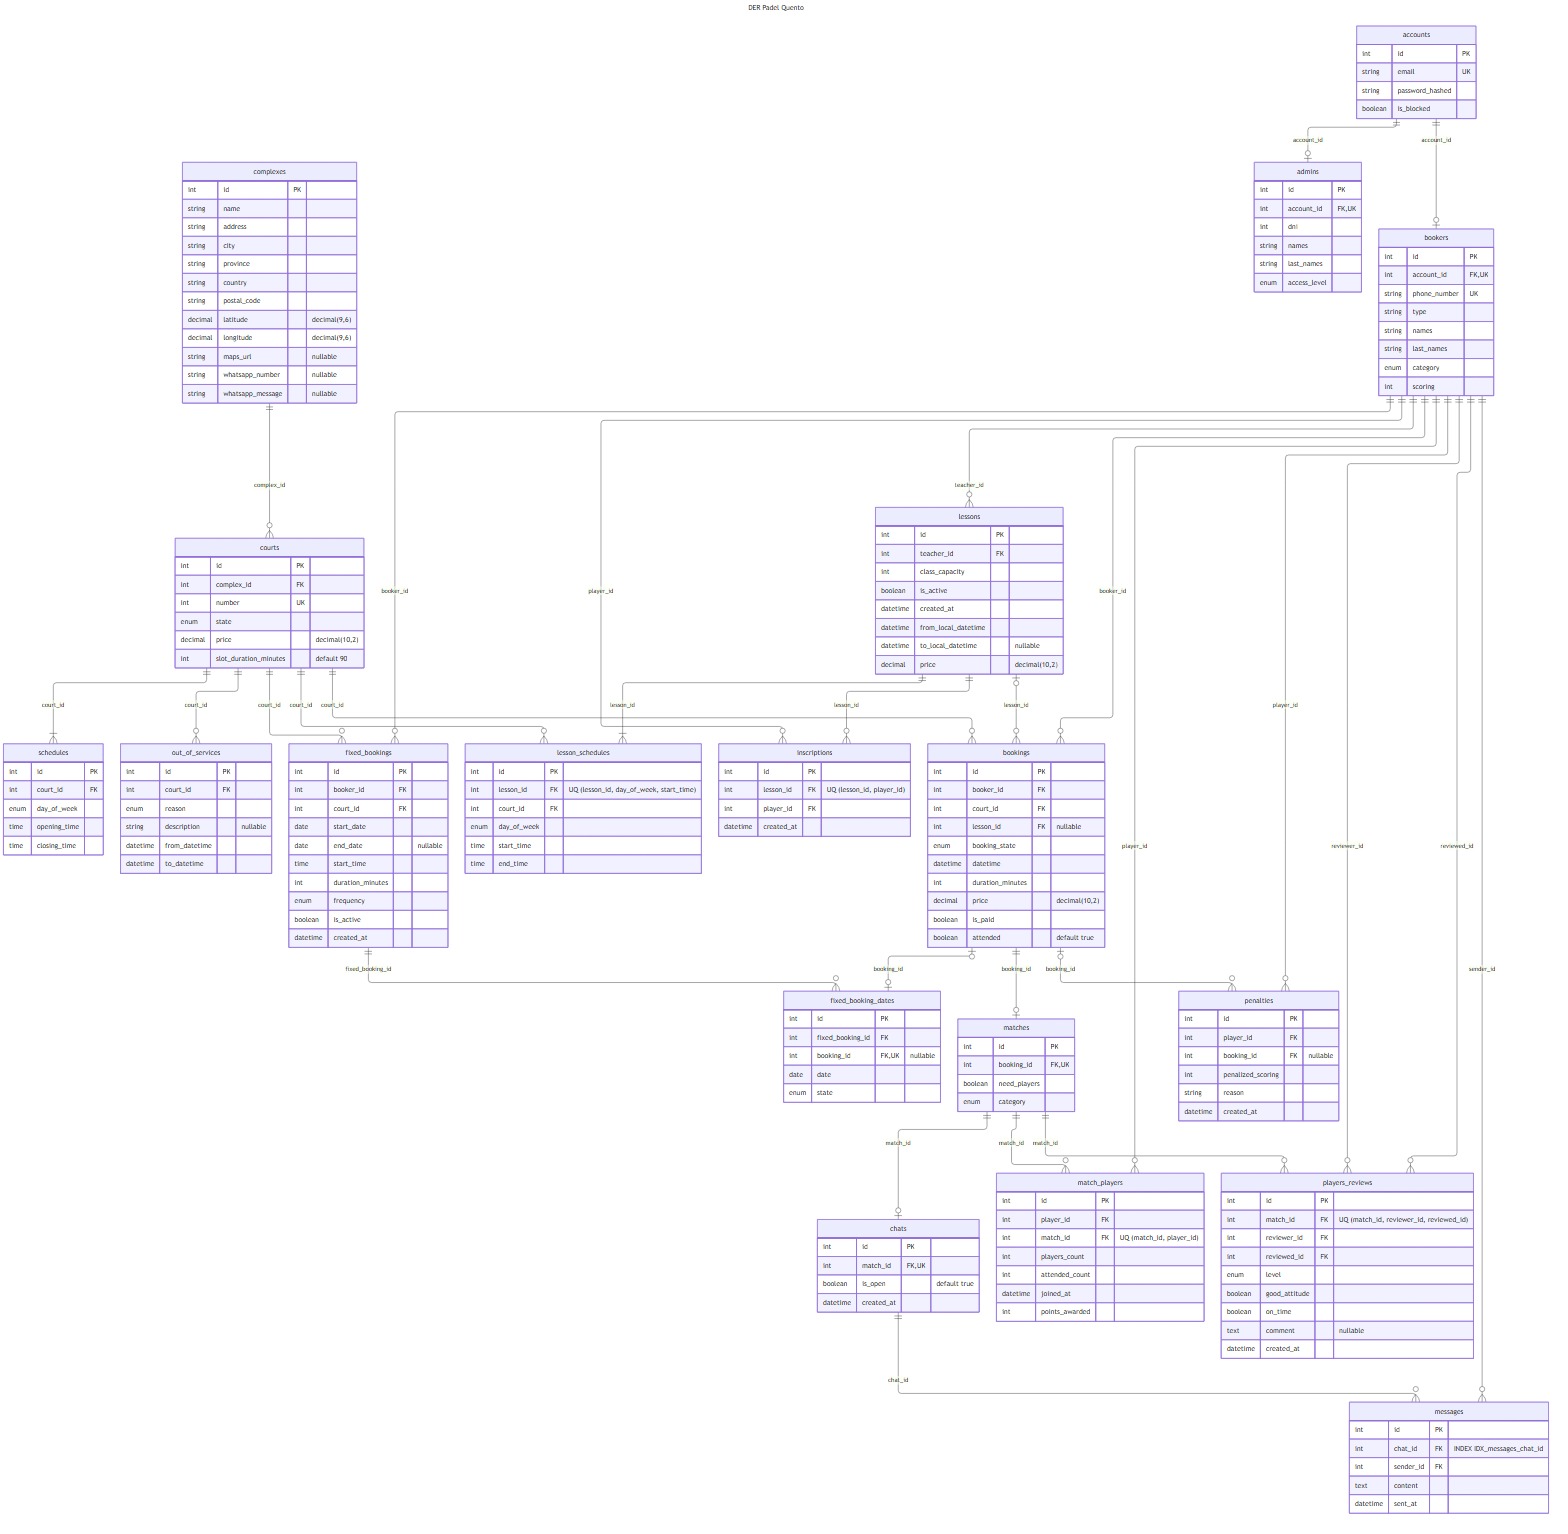 DER Padel Quento
accounts
int id PK
string email UK
string password_hashed
boolean is_blocked
account_id
account_id
complexes
int id PK
string name
string address
string city
string province
string country
string postal_code
decimal latitude decimal(9,6)
decimal longitude decimal(9,6)
string maps_url nullable
string whatsapp_number nullable
string whatsapp_message nullable
admins
int id PK
int account_id FK,UK
int dni
string names
string last_names
enum access_level
bookers
int id PK
int account_id FK,UK
string phone_number UK
string type
string names
string last_names
enum category
int scoring
complex_id
teacher_id
lessons
int id PK
int teacher_id FK
int class_capacity
boolean is_active
datetime created_at
datetime from_local_datetime
datetime to_local_datetime nullable
decimal price decimal(10,2)
courts
int id PK
int complex_id FK
int number UK
enum state
decimal price decimal(10,2)
int slot_duration_minutes default 90
booker_id
player_id
booker_id
court_id
court_id
court_id
court_id
court_id
lesson_id
lesson_id
lesson_id
player_id
schedules
int id PK
int court_id FK
enum day_of_week
time opening_time
time closing_time
out_of_services
int id PK
int court_id FK
enum reason
string description nullable
datetime from_datetime
datetime to_datetime
fixed_bookings
int id PK
int booker_id FK
int court_id FK
date start_date
date end_date nullable
time start_time
int duration_minutes
enum frequency
boolean is_active
datetime created_at
lesson_schedules
int id PK
int lesson_id FK UQ (lesson_id, day_of_week, start_time)
int court_id FK
enum day_of_week
time start_time
time end_time
inscriptions
int id PK
int lesson_id FK UQ (lesson_id, player_id)
int player_id FK
datetime created_at
bookings
int id PK
int booker_id FK
int court_id FK
int lesson_id FK nullable
enum booking_state
datetime datetime
int duration_minutes
decimal price decimal(10,2)
boolean is_paid
boolean attended default true
player_id
reviewer_id
reviewed_id
fixed_booking_id
booking_id
booking_id
booking_id
sender_id
fixed_booking_dates
int id PK
int fixed_booking_id FK
int booking_id FK,UK nullable
date date
enum state
matches
int id PK
int booking_id FK,UK
boolean need_players
enum category
penalties
int id PK
int player_id FK
int booking_id FK nullable
int penalized_scoring
string reason
datetime created_at
match_id
match_id
match_id
chats
int id PK
int match_id FK,UK
boolean is_open default true
datetime created_at
match_players
int id PK
int player_id FK
int match_id FK UQ (match_id, player_id)
int players_count
int attended_count
datetime joined_at
int points_awarded
players_reviews
int id PK
int match_id FK UQ (match_id, reviewer_id, reviewed_id)
int reviewer_id FK
int reviewed_id FK
enum level
boolean good_attitude
boolean on_time
text comment nullable
datetime created_at
chat_id
messages
int id PK
int chat_id FK INDEX IDX_messages_chat_id
int sender_id FK
text content
datetime sent_at